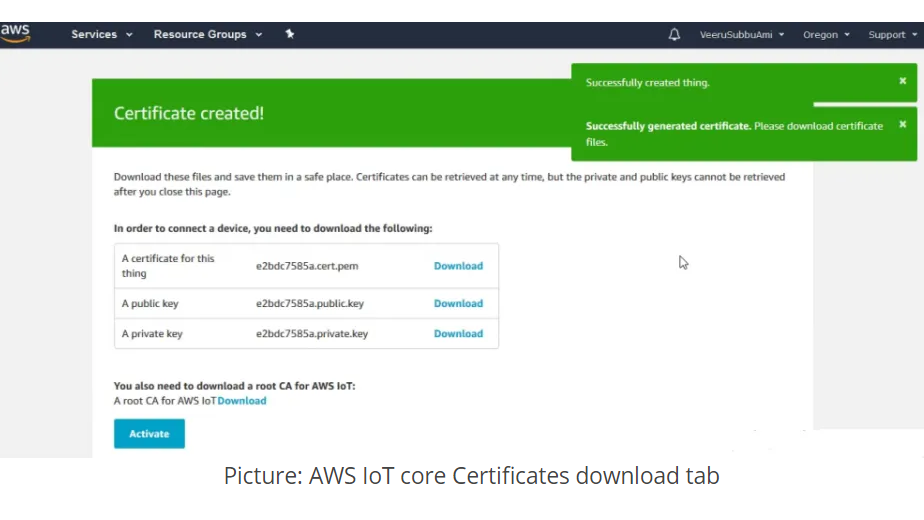 aws
Services
Resource Groups
VeeruSubbuAmi
Oregon
Support
Successfully created thing.
Successfully generated certificate. Please download certificate
files.
Certificate created!
Download these files and save them in a safe place. Certificates can be retrieved at any time, but the private and public keys cannot be retrieved
after you close this page.
In order to connect a device, you need to download the following:
A certificate for this
thing
e2bdc7585a.cert.pem
Download
A public key
e2bdc7585a.public.key
Download
A private key
e2bdc7585a.private.key
Download
You also need to download a root CA for AWS IoT:
A root CA for AWS IoTDownload
Activate
Picture: AWS IoT core Certificates download tab